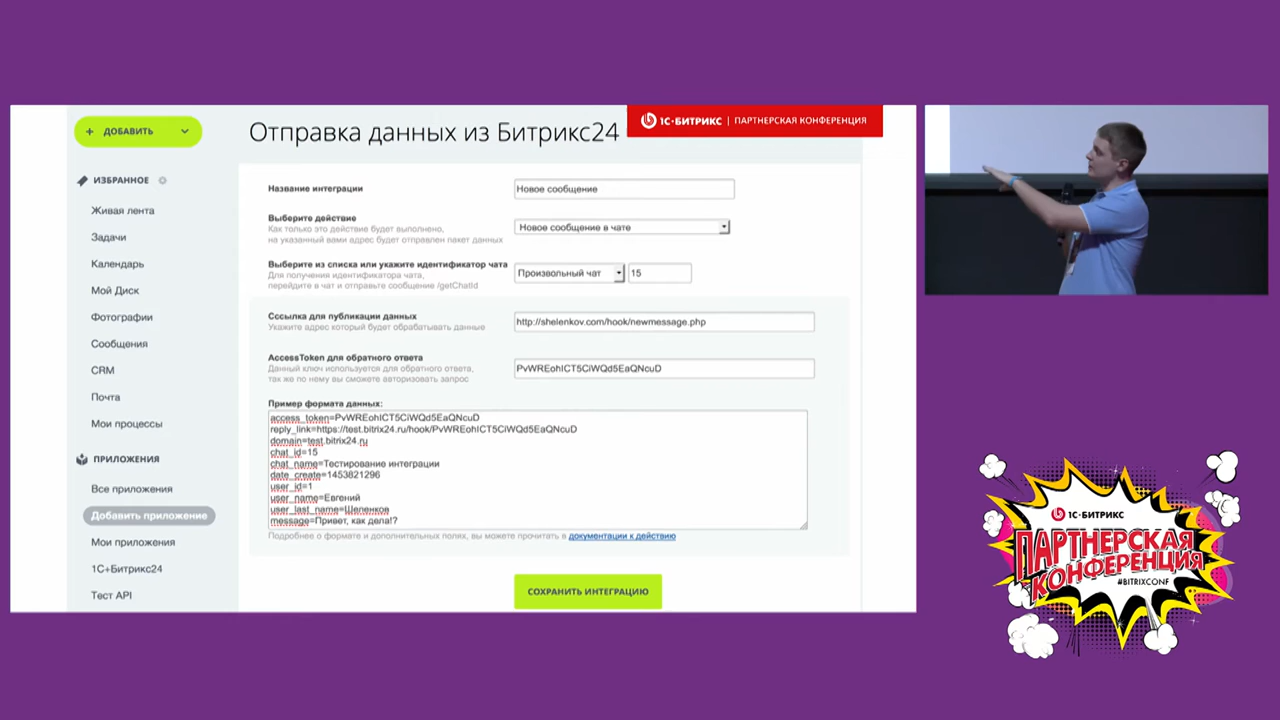 ДОБАВИТЬ
Отправка данных из Битрикс24
1С-БИТРИКС | ПАРТНЕРСКАЯ КОНФЕРЕНЦИЯ
ИЗБРАННОЕ
Живая лента
Задачи
Календарь
Мой Диск
Фотографии
Сообщения
CRM
Почта
Мои процессы
ПРИЛОЖЕНИЯ
Все приложения
Добавить приложение
Мои приложения
1С+Битрикс24
Тест API
Название интеграции
Новое сообщение
Выберите действие
Как только это действие будет выполнено,
на указанный вами адрес будет отправлен пакет данных
Новое сообщение в чате
Выберите из списка или укажите идентификатор чата
Для получения идентификатора чата,
перейдите в чат и отправьте сообщение /getChatId
Произвольный чат
15
Сссылка для публикации данных
Укажите адрес который будет обрабатывать данные
http://shelenkov.com/hook/newmessage.php
AccessToken для обратного ответа
Данный ключ используется для обратного ответа,
так же по нему вы сможете авторизовать запрос
PvWREohICT5CiWQd5EaQNcuD
Пример формата данных:
access_token=PvWREohICT5CiWQd5EaQNcuD
reply_link=https://test.bitrix24.ru/hook/PvWREohICT5CiWQd5EaQNcuD
domain=test.bitrix24.ru
chat_id=15
chat_name=Тестирование интеграции
date_create=1453821296
user_id=1
user_name=Евгений
user_last_name=Шеленков
message=Привет, как дела!?
Подробнее о формате и дополнительных полях, вы можете прочитать в документации к действию
СОХРАНИТЬ ИНТЕГРАЦИЮ
1С-БИТРИКС
ПАРТНЕРСКАЯ
КОНФЕРЕНЦИЯ
#BITRIXCONF